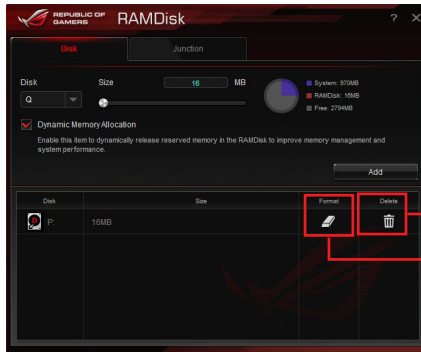 REPUBLIC OF
GAMERS
RAMDisk
?
X
Disk
Junction
Disk
Size
16
MB
Q
System: 970MB
RAMDisk: 16MB
Free: 2794MB
Dynamic Memory Allocation
Enable this item to dynamically release reserved memory in the RAMDisk to improve memory management and
system performance.
Add
Disk
Size
Format
Delete
P:
16MB